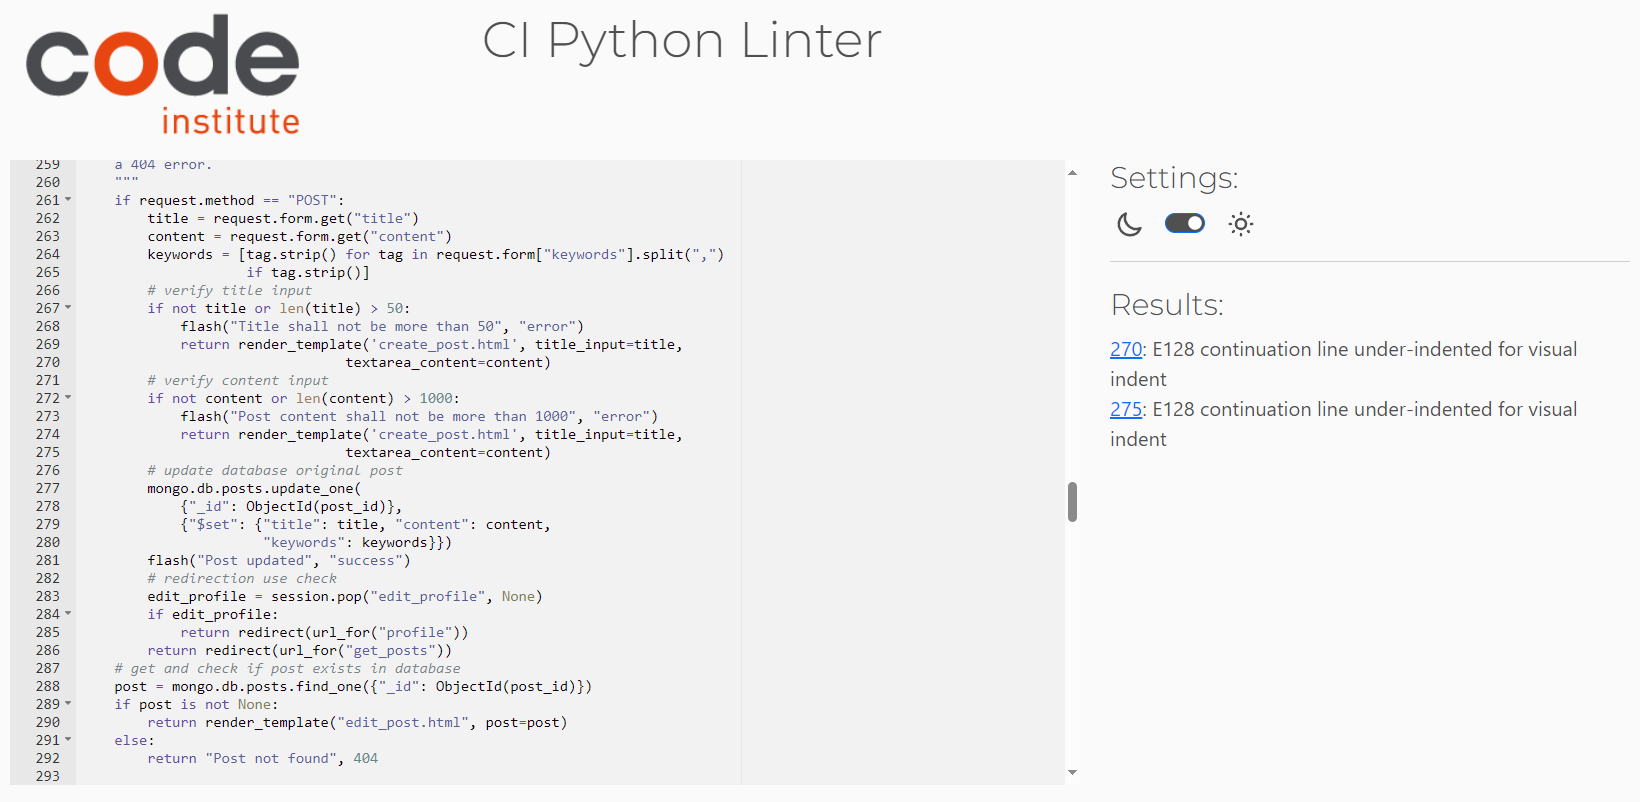 code
institute
CI Python Linter
259 a 404 error.
260 """
261 if request.method == "POST":
262 title = request.form.get("title")
263 content = request.form.get("content")
264 keywords = [tag.strip() for tag in request.form["keywords"].split(",")
265 if tag.strip()]
266 # verify title input
267 if not title or len(title) > 50:
268 flash("Title shall not be more than 50", "error")
269 return render_template('create_post.html', title_input=title,
270 textarea_content=content)
271 # verify content input
272 if not content or len(content) > 1000:
273 flash("Post content shall not be more than 1000", "error")
274 return render_template('create_post.html', title_input=title,
275 textarea_content=content)
276 # update database original post
277 mongo.db.posts.update_one(
278 {"_id": ObjectId(post_id)},
279 {"$set": {"title": title, "content": content,
280 "keywords": keywords}})
281 flash("Post updated", "success")
282 # redirection use check
283 edit_profile = session.pop("edit_profile", None)
284 if edit_profile:
285 return redirect(url_for("profile"))
286 return redirect(url_for("get_posts"))
287 # get and check if post exists in database
288 post = mongo.db.posts.find_one({"_id": ObjectId(post_id)})
289 if post is not None:
290 return render_template("edit_post.html", post=post)
291 else:
292 return "Post not found", 404
293
Settings:
Results:
270: E128 continuation line under-indented for visual
indent
275: E128 continuation line under-indented for visual
indent